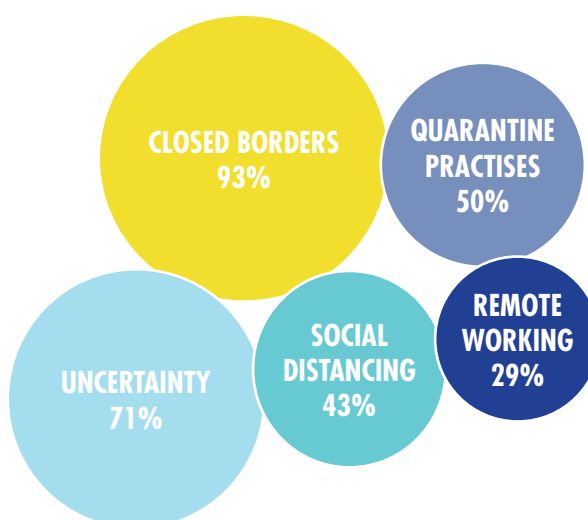 CLOSED BORDERS
93%
QUARANTINE
PRACTISES
50%
UNCERTAINTY
71%
SOCIAL
DISTANCING
43%
REMOTE
WORKING
29%